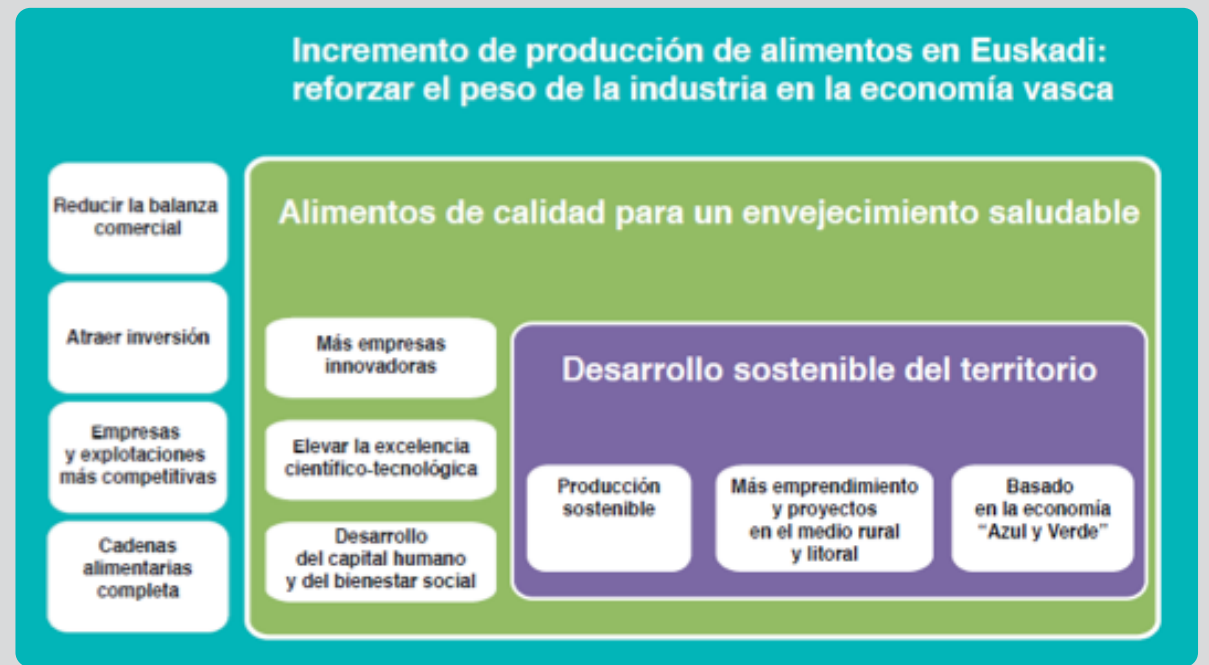 Incremento de producción de alimentos en Euskadi:
reforzar el peso de la industria en la economía vasca
Reducir la balanza
comercial
Atraer inversión
Empresas
y explotaciones
más competitivas
Cadenas
alimentarias
completa
Alimentos de calidad para un envejecimiento saludable
Más empresas
innovadoras
Elevar la excelencia
científico-tecnológica
Desarrollo
del capital humano
y del bienestar social
Desarrollo sostenible del territorio
Producción
sostenible
Más emprendimiento
y proyectos
en el medio rural
y litoral
Basado
en la economía
“Azul y Verde”